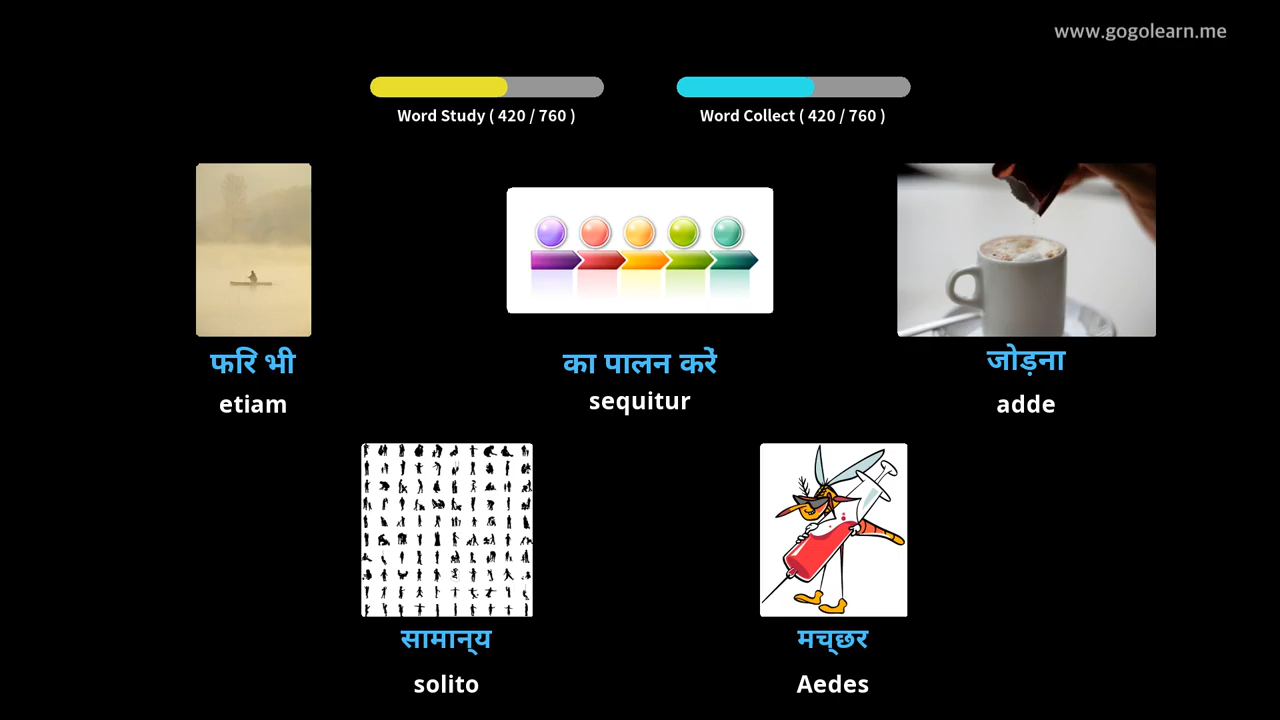 www.gogolearn.me
Word Study ( 420 / 760 )
Word Collect ( 420 / 760 )
फरि भी
etiam
का पालन करें
sequitur
जोड़ना
adde
सामान्य
solito
मच्छर
Aedes